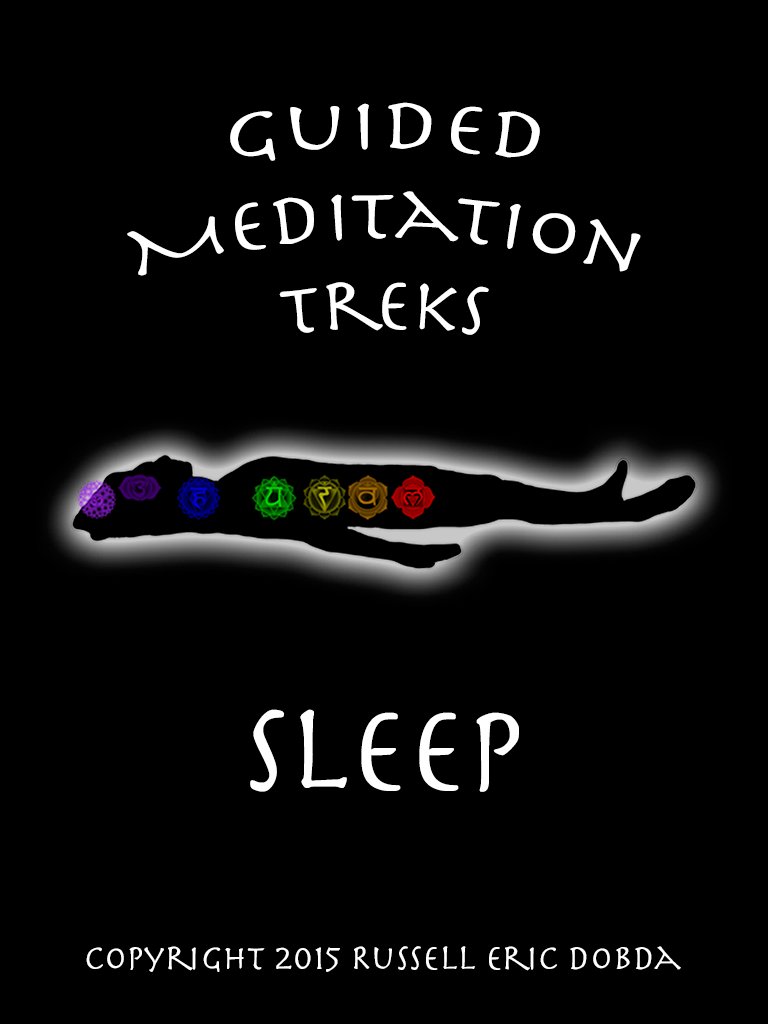 GUIDED
MEDITATION
TREKS
ॐ हं यं रं वं लं
SLEEP
COPYRIGHT 2015 RUSSELL ERIC DOBDA